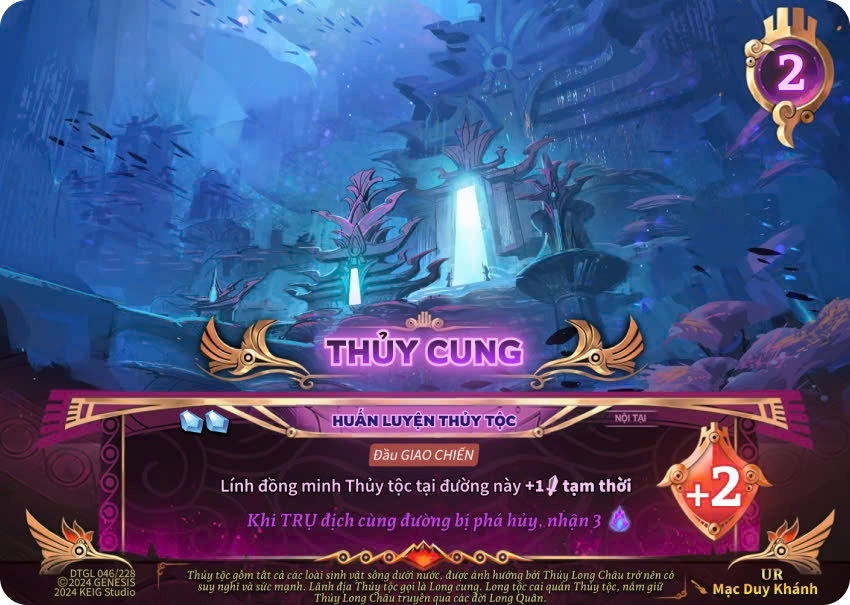 2
THỦY CUNG
HUẤN LUYỆN THỦY TỘC
NỘI TẠI
Đầu GIAO CHIẾN
Lính đồng minh Thủy tộc tại đường này +1 tạm thời
+2
Khi TRỤ địch cùng đường bị phá hủy, nhận 3
DTGL 046/228
©2024 GENESIS
2024 KEIG Studio
Thủy tộc gồm tất cả các loài sinh vật sống dưới nước, được ảnh hưởng bởi Thủy Long Châu trở nên có
suy nghĩ và sức mạnh. Lãnh địa Thủy tộc gọi là Long cung. Long tộc cai quản Thủy tộc, nắm giữ
Thủy Long Châu truyền qua các đời Long Quân.
UR
Mạc Duy Khánh